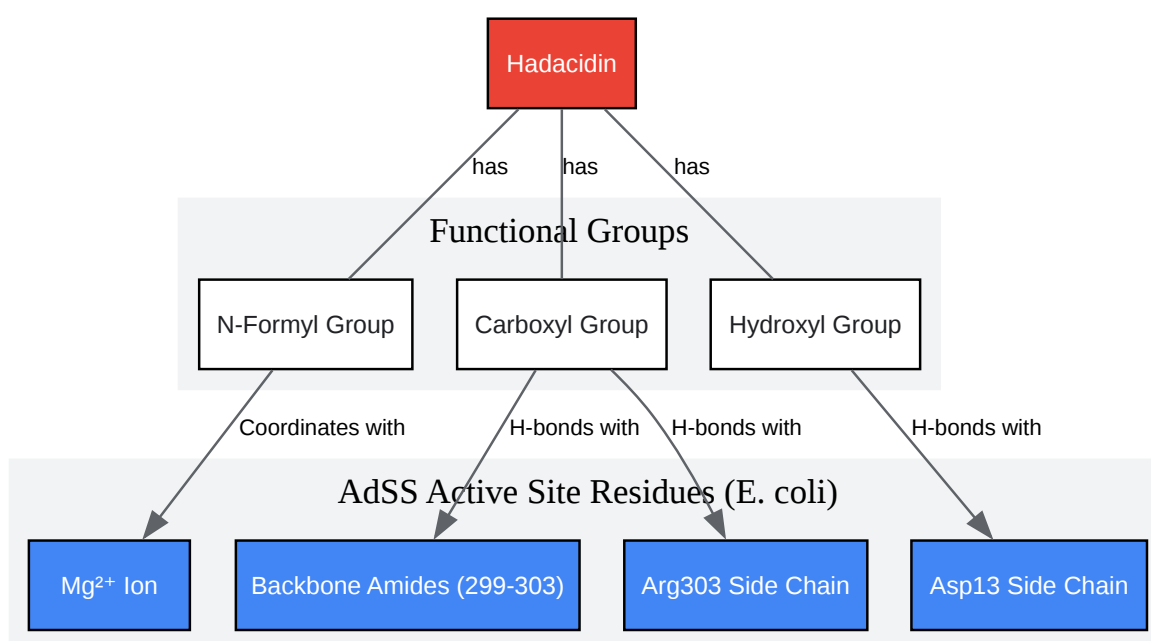 Hadacidin
has
has
has
Functional Groups
N-Formyl Group
Carboxyl Group
Hydroxyl Group
Coordinates with
H-bonds with
H-bonds with
H-bonds with
AdSS Active Site Residues (E. coli)
Mg²⁺ Ion
Backbone Amides (299-303)
Arg303 Side Chain
Asp13 Side Chain